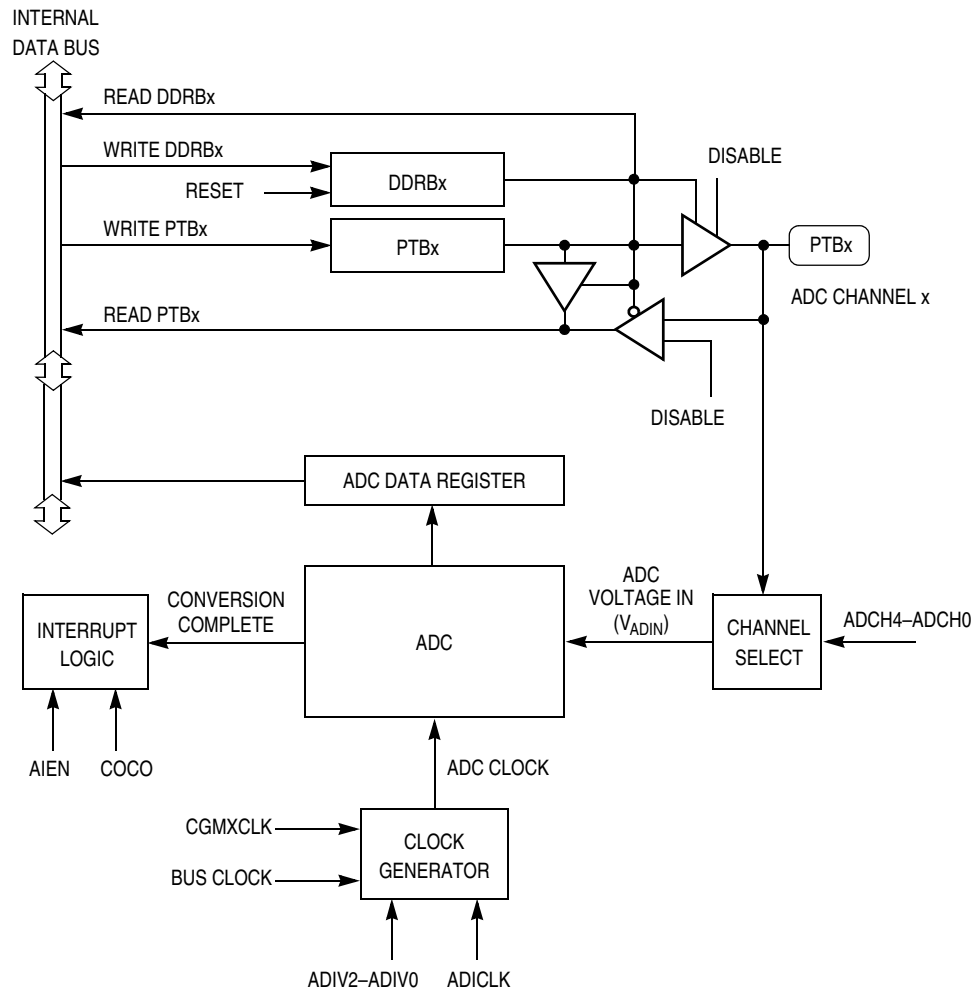 INTERNAL
DATA BUS
READ DDRBx
WRITE DDRBx
DISABLE
DDRBx
RESET
WRITE PTBx
PTBx
PTBx
ADC CHANNEL x
READ PTBx
DISABLE
ADC DATA REGISTER
ADC
VOLTAGE IN
(VADIN)
CONVERSION
COMPLETE
INTERRUPT
LOGIC
ADC
CHANNEL
SELECT
ADCH4–ADCH0
AIEN
COCO
ADC CLOCK
CGMXCLK
CLOCK
GENERATOR
BUS CLOCK
ADIV2–ADIV0
ADICLK